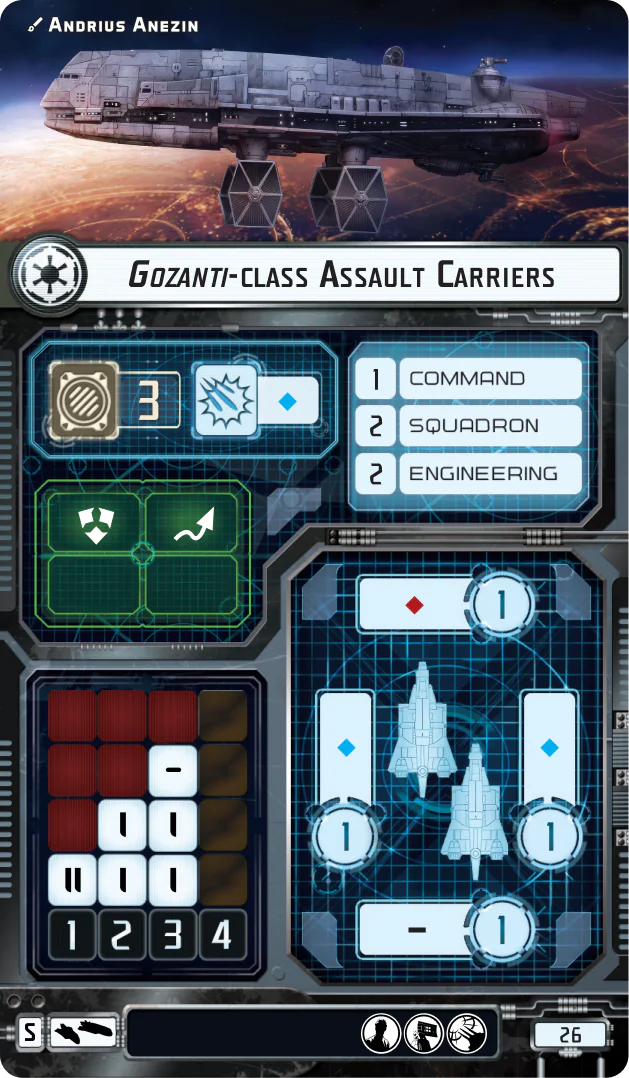 Andrius Anezin
Gozanti-class Assault Carriers
3
1 COMMAND
2 SQUADRON
2 ENGINEERING
1
-
I I
1 1
II I I
1 2 3 4
- 1
S
26